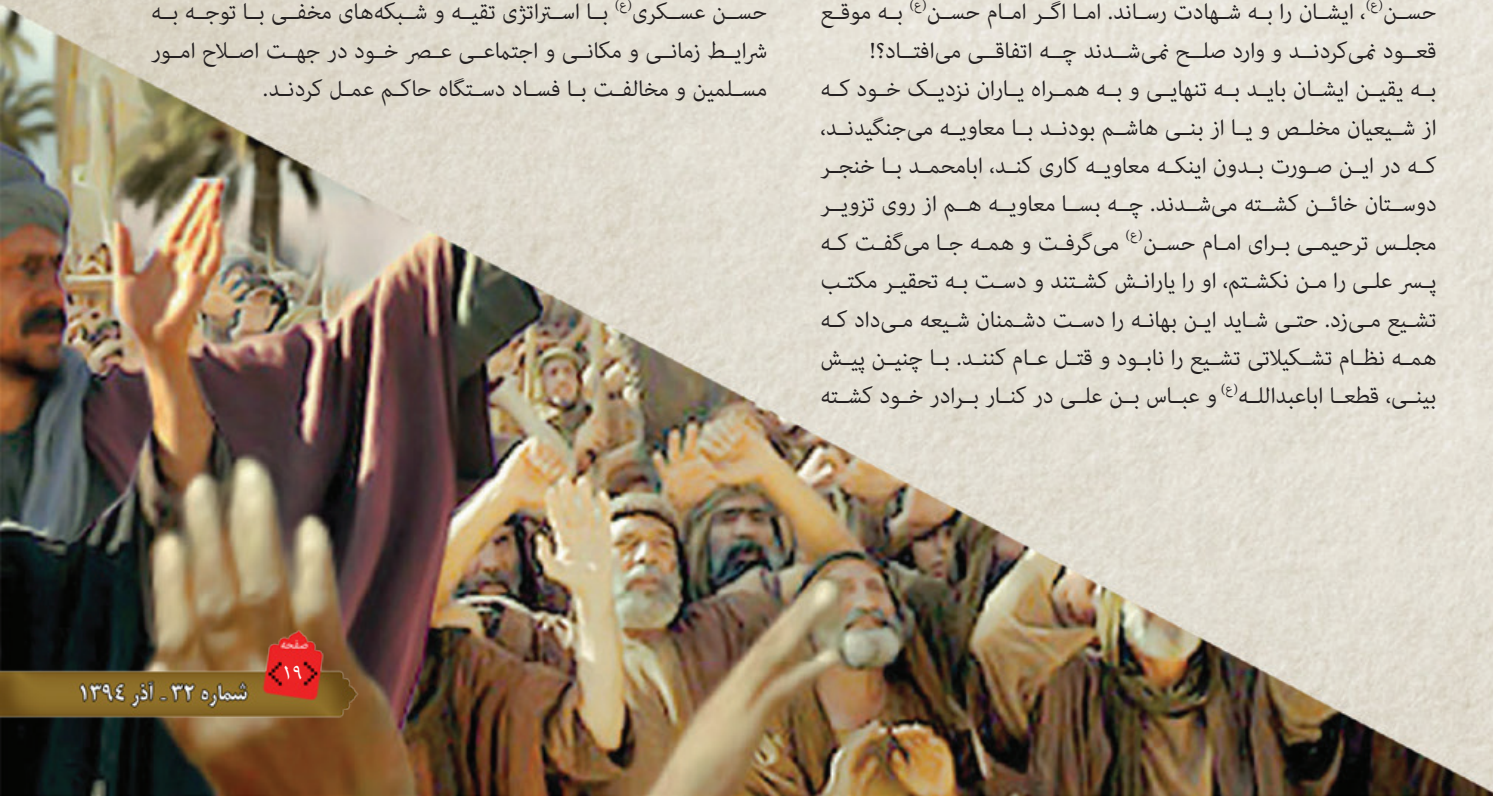 حسن(ع)، ایشان را به شهادت رساند. اما اگر امام حسن(ع) به موقع
قعود نمی‌کردند و وارد صلح نمی‌شدند چه اتفاقی می‌افتاد؟!
به یقین ایشان باید به تنهایی و به همراه یاران نزدیک خود که
از شیعیان مخلص و یا از بنی هاشم بودند با معاویه می‌جنگیدند،
که در این صورت بدون اینکه معاویه کاری کند، ابامحمد با خنجر
دوستان خائن کشته می‌شدند. چه بسا معاویه هم از روی تزویر
مجلس ترحیمی برای امام حسن(ع) می‌گرفت و همه جا می‌گفت که
پسر علی را من نکشتم، او را یارانش کشتند و دست به تحقیر مکتب
تشیع می‌زد. حتی شاید این بهانه را دست دشمنان شیعه می‌داد که
همه نظام تشکیلاتی تشیع را نابود و قتل عام کنند. با چنین پیش
بینی، قطعا اباعبدالله(ع) و عباس بن علی در کنار برادر خود کشته
حسن عسکری(ع) با استراتژی تقیه و شبکه‌های مخفی با توجه به
شرایط زمانی و مکانی و اجتماعی عصر خود در جهت اصلاح امور
مسلمین و مخالفت با فساد دستگاه حاکم عمل کردند.
صفحه
۱۹
شماره ۳۲ ـ آذر ۱۳۹۴